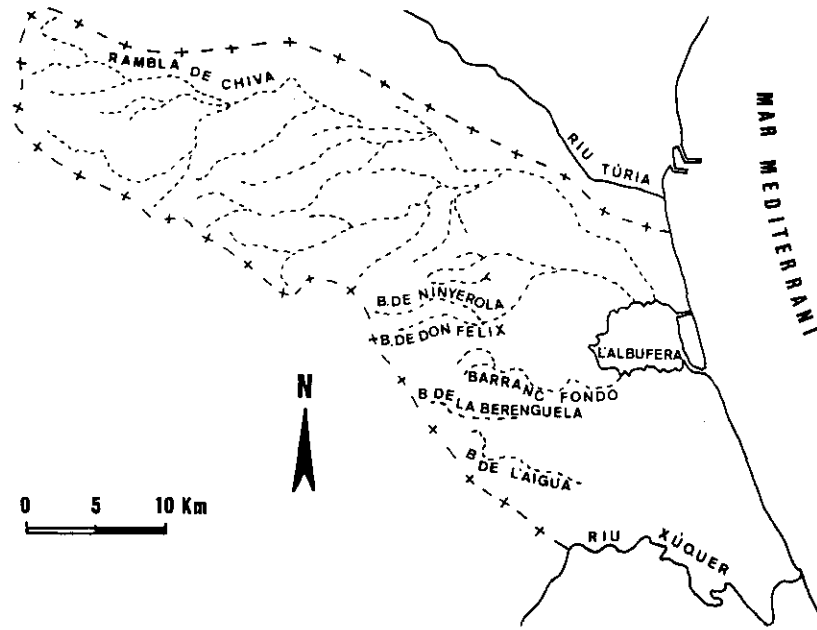 RAMBLA DE CHIVA
RIU TÚRIA
MAR MEDITERRANI
B. DE NINYEROLA
B. DE DON FELIX
L'ALBUFERA
BARRANC FONDO
B. DE LA BERENGUELA
B. DE L'AIGUA
N
0 5 10 Km
RIU XÚQUER